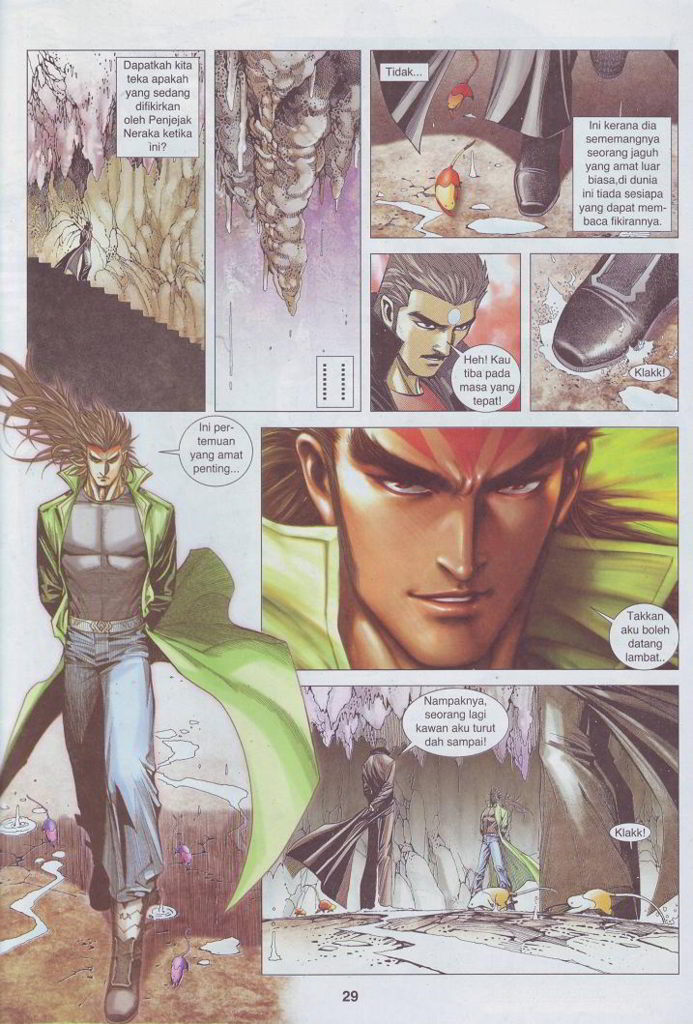 Dapatkah kita
teka apakah
yang sedang
difikirkan
oleh Penjejak
Neraka ketika
ini?
Tidak...
Ini kerana dia
sememangnya
seorang jaguh
yang amat luar
biasa,di dunia
ini tiada sesiapa
yang dapat mem-
baca fikirannya.
Heh! Kau
tiba pada
masa yang
tepat!
Klakk!
Ini per-
temuan
yang amat
penting...
Takkan
aku boleh
datang
lambat..
Nampaknya,
seorang lagi
kawan aku turut
dah sampai!
Klakk!
29